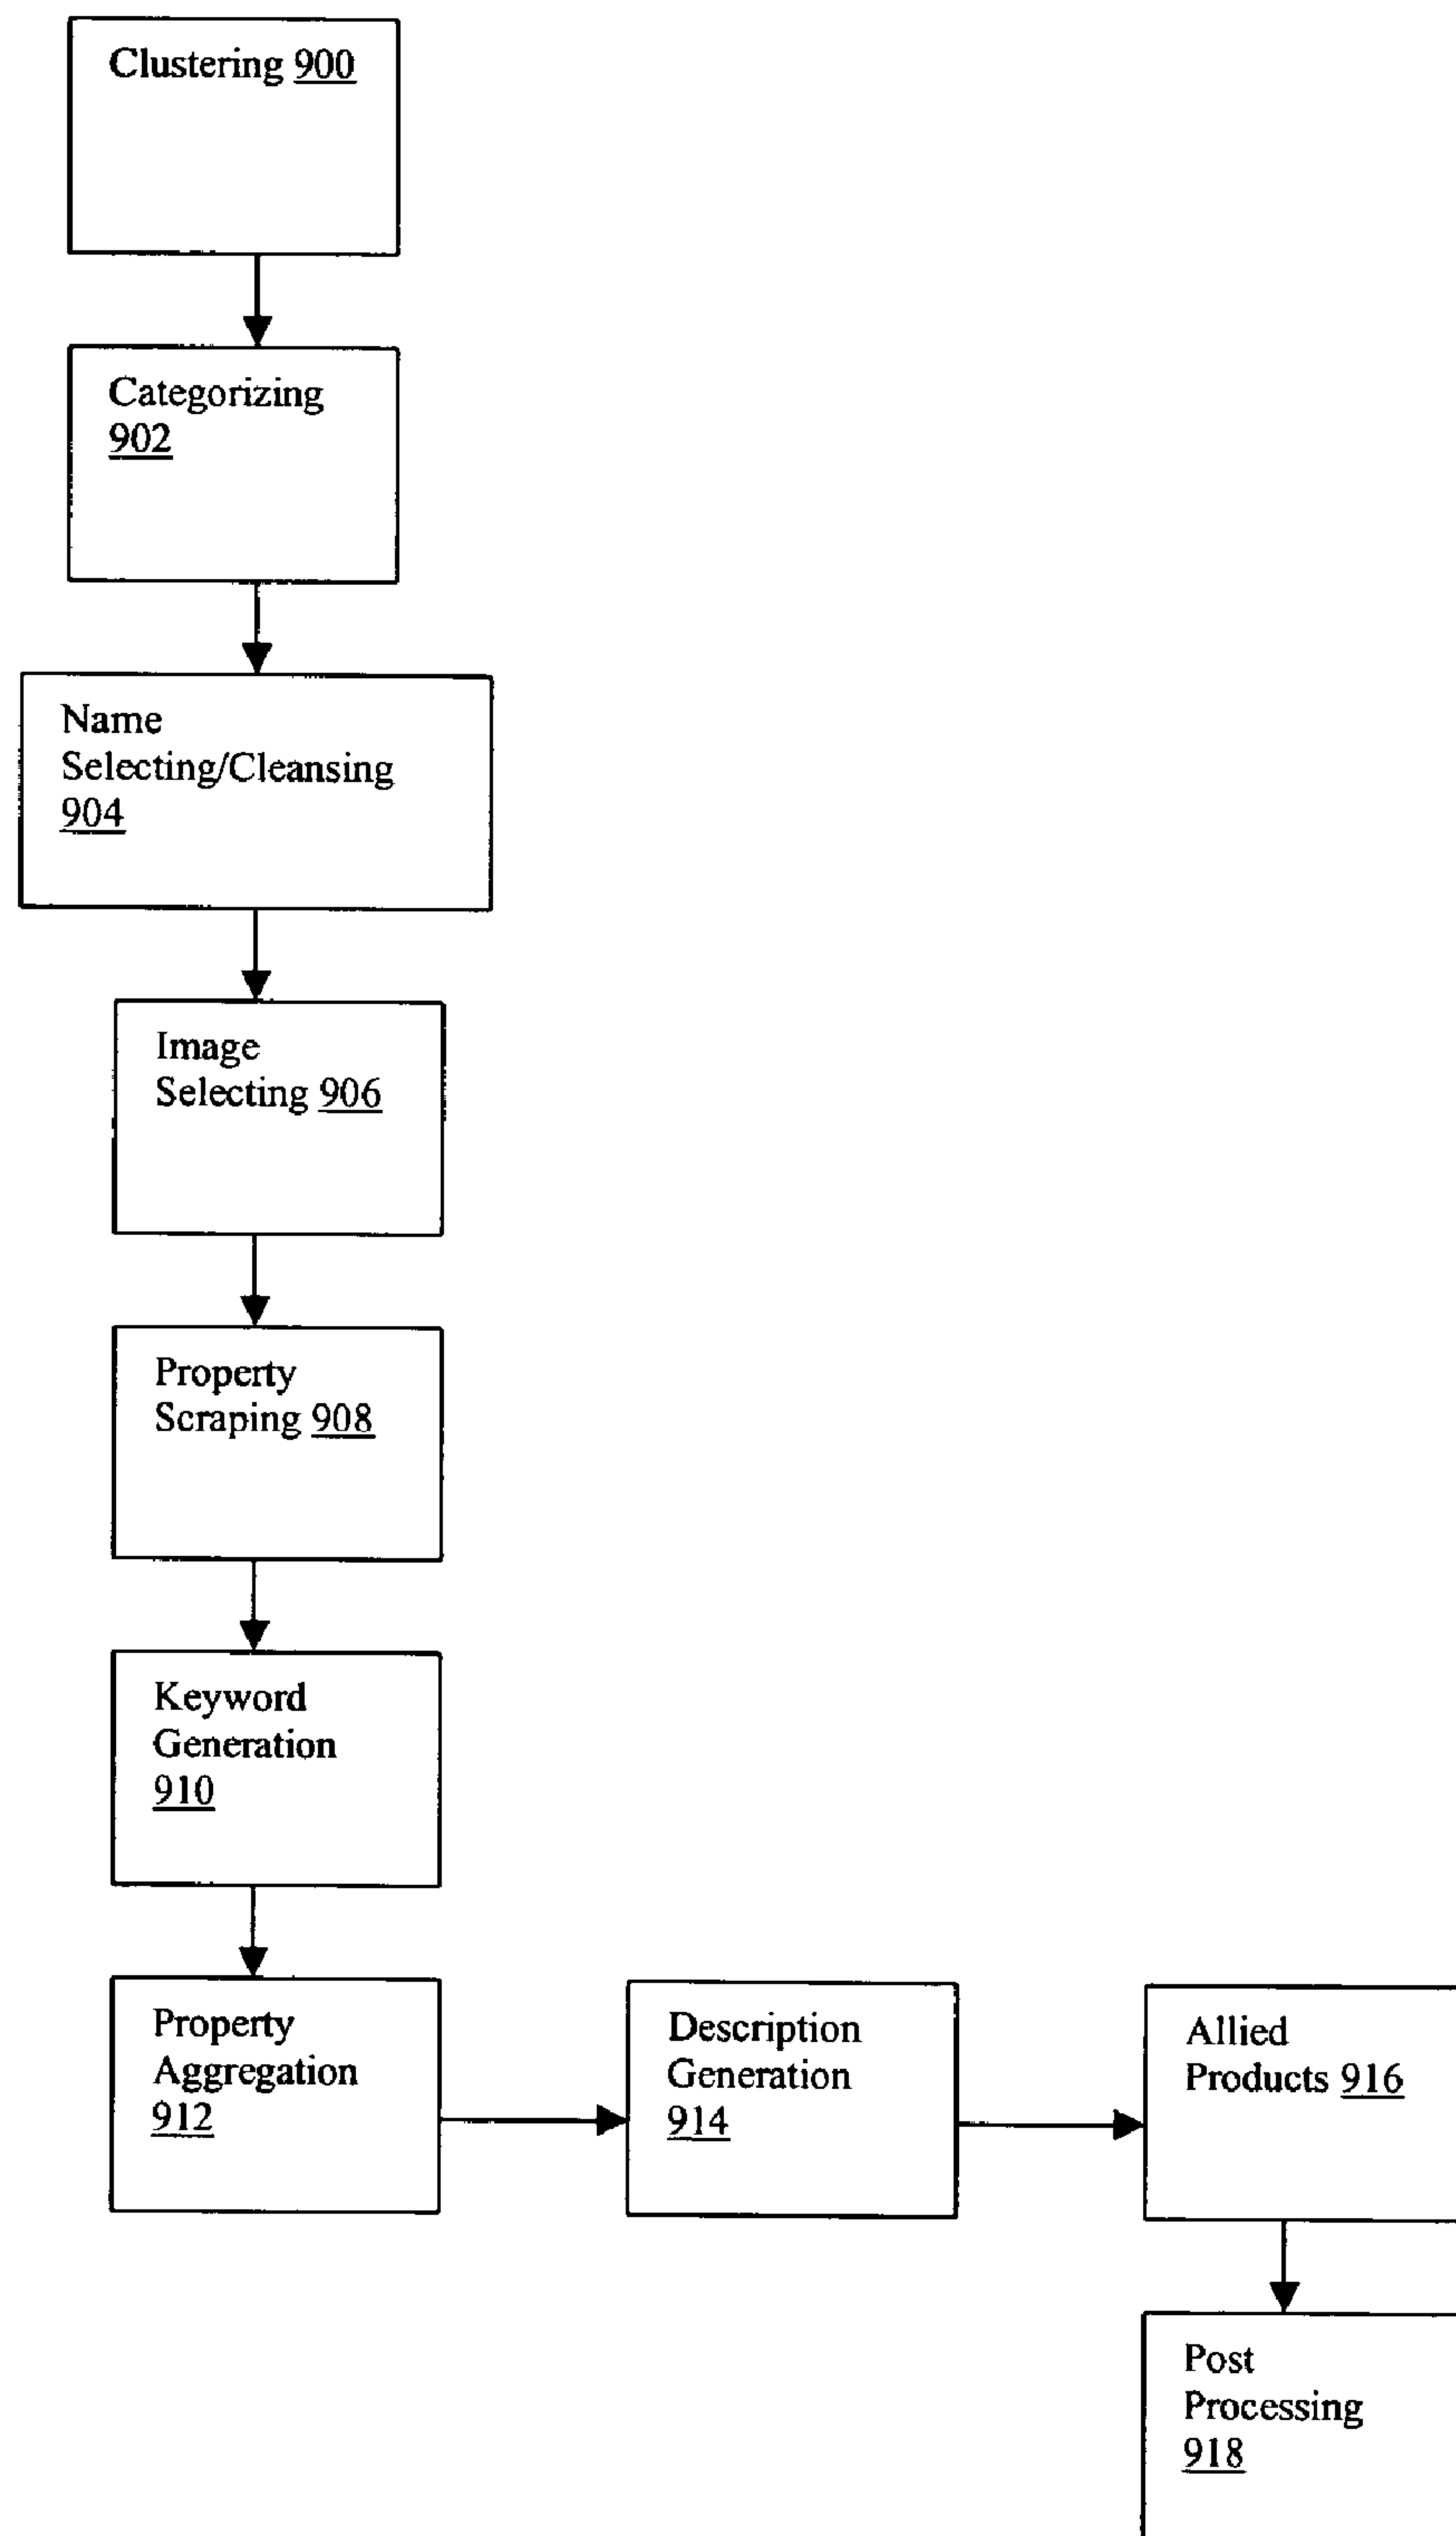 Clustering 900
Categorizing
902
Name
Selecting/Cleansing
904
Image
Selecting 906
Property
Scraping 908
Keyword
Generation
910
Property
Aggregation
912
Description
Generation
914
Allied
Products 916
Post
Processing
918